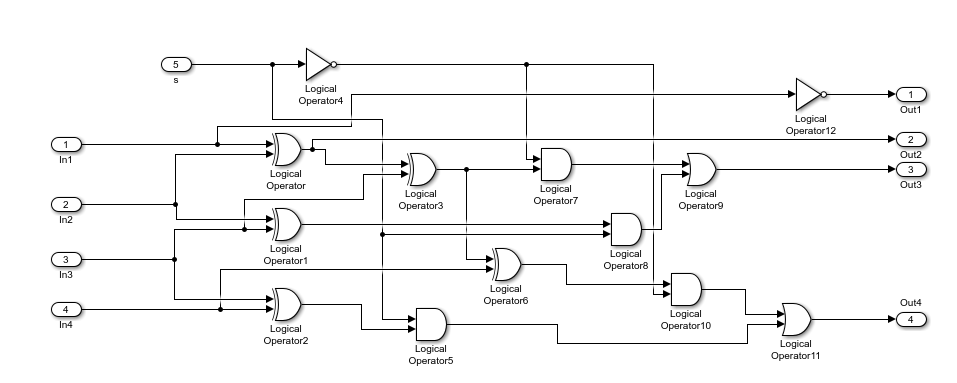 5
s
Logical
Operator4
1
Out1
Logical
Operator12
1
In1
2
Out2
Logical
Operator
3
Out3
Logical
Operator3
Logical
Operator7
Logical
Operator9
2
In2
Logical
Operator1
Logical
Operator8
3
In3
Logical
Operator6
4
In4
Logical
Operator2
Logical
Operator10
Out4
4
Logical
Operator5
Logical
Operator11